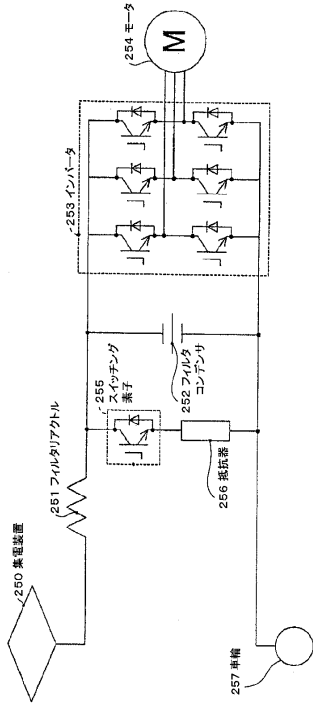 250 集電装置
251 フィルタリアクトル
255
スイッチング
素子
256 抵抗器
252 フィルタ
コンデンサ
253 インバータ
254 モータ
M
257 車輪